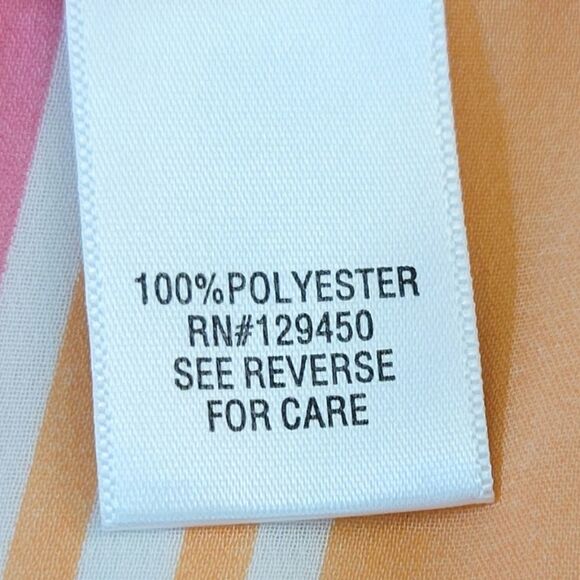 100%POLYESTER
RN#129450
SEE REVERSE
FOR CARE